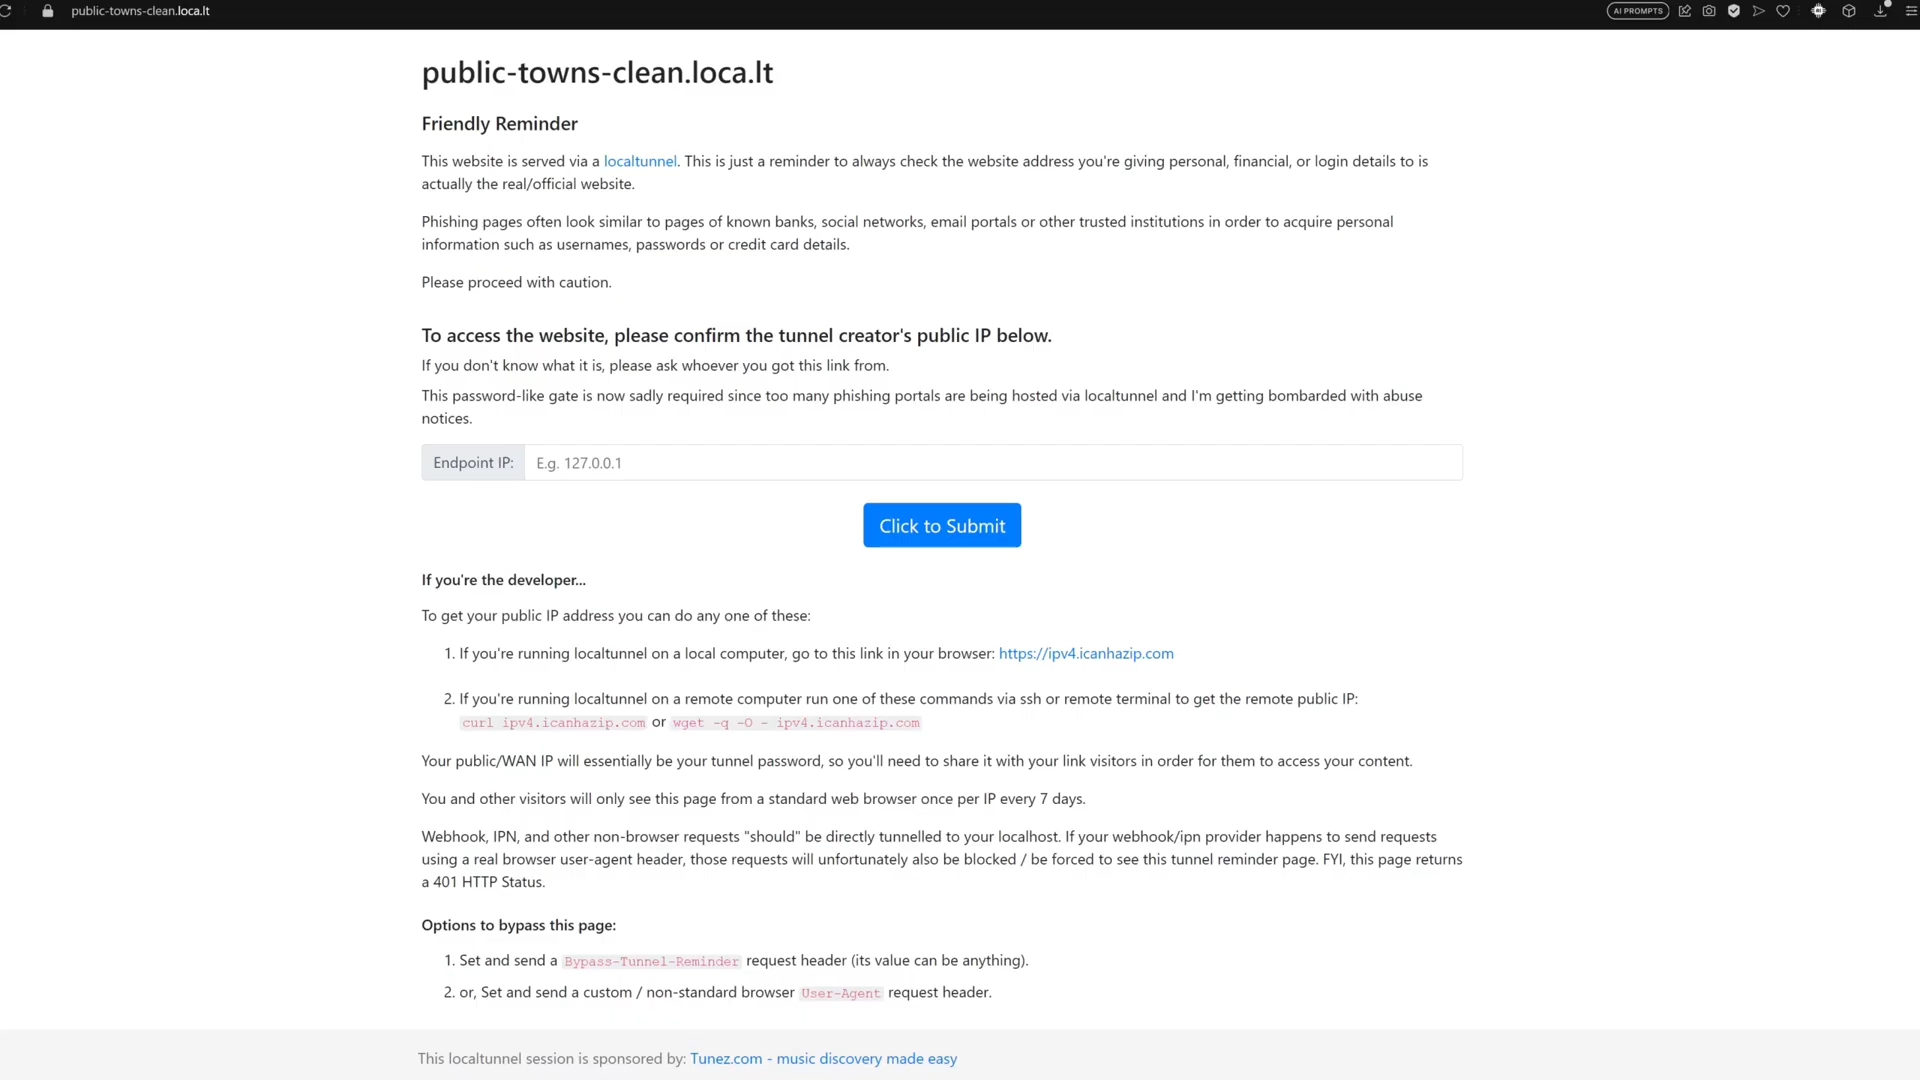 public-towns-clean.loca.lt
AI PROMPTS
public-towns-clean.loca.lt
Friendly Reminder
This website is served via a localtunnel. This is just a reminder to always check the website address you're giving personal, financial, or login details to is
actually the real/official website.
Phishing pages often look similar to pages of known banks, social networks, email portals or other trusted institutions in order to acquire personal
information such as usernames, passwords or credit card details.
Please proceed with caution.
To access the website, please confirm the tunnel creator's public IP below.
If you don't know what it is, please ask whoever you got this link from.
This password-like gate is now sadly required since too many phishing portals are being hosted via localtunnel and I'm getting bombarded with abuse
notices.
Endpoint IP: E.g. 127.0.0.1
Click to Submit
If you're the developer...
To get your public IP address you can do any one of these:
1. If you're running localtunnel on a local computer, go to this link in your browser: https://ipv4.icanhazip.com
2. If you're running localtunnel on a remote computer run one of these commands via ssh or remote terminal to get the remote public IP:
curl ipv4.icanhazip.com or wget -q -O - ipv4.icanhazip.com
Your public/WAN IP will essentially be your tunnel password, so you'll need to share it with your link visitors in order for them to access your content.
You and other visitors will only see this page from a standard web browser once per IP every 7 days.
Webhook, IPN, and other non-browser requests "should" be directly tunnelled to your localhost. If your webhook/ipn provider happens to send requests
using a real browser user-agent header, those requests will unfortunately also be blocked / be forced to see this tunnel reminder page. FYI, this page returns
a 401 HTTP Status.
Options to bypass this page:
1. Set and send a Bypass-Tunnel-Reminder request header (its value can be anything).
2. or, Set and send a custom / non-standard browser User-Agent request header.
This localtunnel session is sponsored by: Tunez.com - music discovery made easy